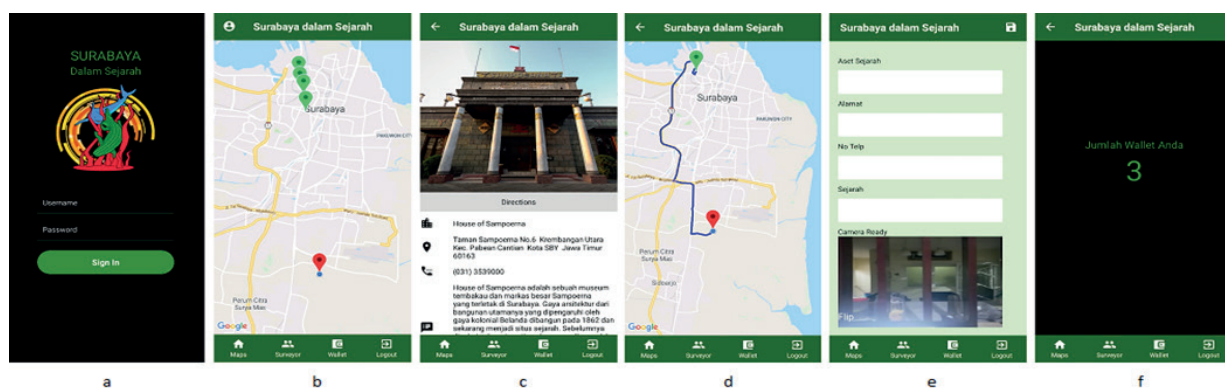 SURABAYA
Dalam Sejarah
Username
Password
Sign In
a
Surabaya dalam Sejarah
Surabaya
PAKUWON CITY
Perum Citra
Surya Mas
Google
Maps
Surveyor
Wallet
Logout
b
Surabaya dalam Sejarah
Directions
House of Sampoerna
Taman Sampoerna No.6 Krembangan Utara
Kec. Pabean Cantian Kota SBY Jawa Timur
60163
(031) 3539000
House of Sampoerna adalah sebuah museum
tembakau dan markas besar Sampoerna
yang terletak di Surabaya. Gaya arsitektur dari
bangunan utamanya yang dipengaruhi oleh
gaya kolonial Belanda dibangun pada 1862 dan
sekarang menjadi situs sejarah. Sebelumnya
Maps
Surveyor
Wallet
Logout
c
Surabaya dalam Sejarah
Surabaya
PAKUWON CITY
Perum Citra
Surya Mas
Sidoarjo
Google
Maps
Surveyor
Wallet
Logout
d
Surabaya dalam Sejarah
Aset Sejarah
Alamat
No Telp
Sejarah
Camera Ready
Flip
Maps
Surveyor
Wallet
Logout
e
Surabaya dalam Sejarah
Jumlah Wallet Anda
3
Maps
Surveyor
Wallet
Logout
f